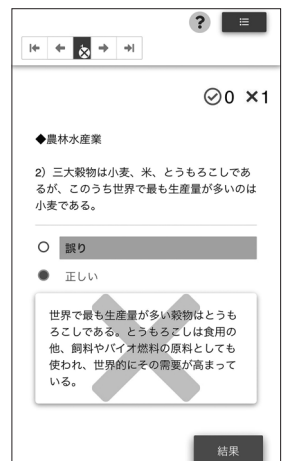 ?
0 ×1
◆農林水産業
2）三大穀物は小麦、米、とうもろこしであ
るが、このうち世界で最も生産量が多いのは
小麦である。
誤り
正しい
世界で最も生産量が多い穀物はとうも
ろこしである。とうもろこしは食用の
他、飼料やバイオ燃料の原料としても
使われ、世界的にその需要が高まって
いる。
結果